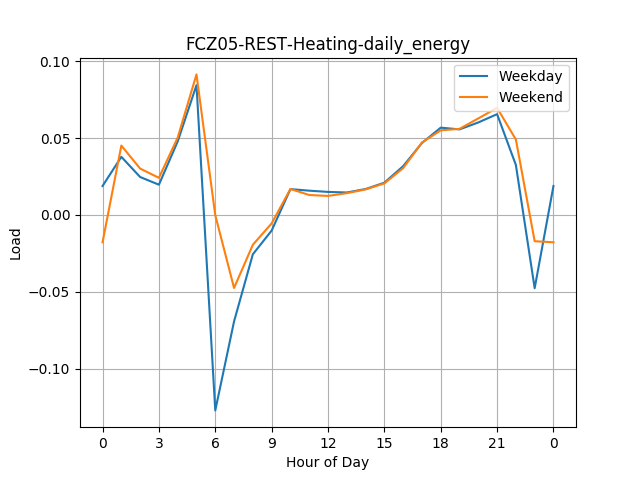 FCZ05-REST-Heating-daily_energy
Weekday
Weekend
0.10
0.05
0.00
−0.05
−0.10
Load
0 3 6 9 12 15 18 21 0
Hour of Day